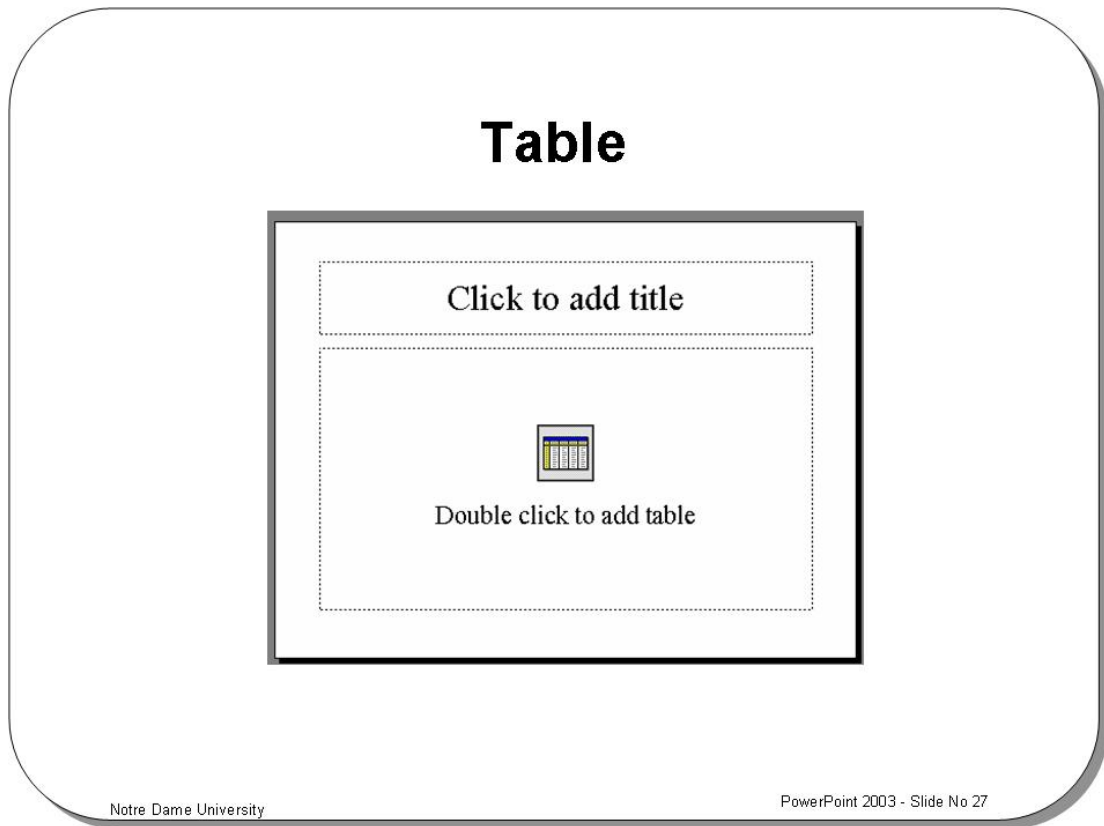 Table
Click to add title
Double click to add table
Notre Dame University
PowerPoint 2003 - Slide No 27